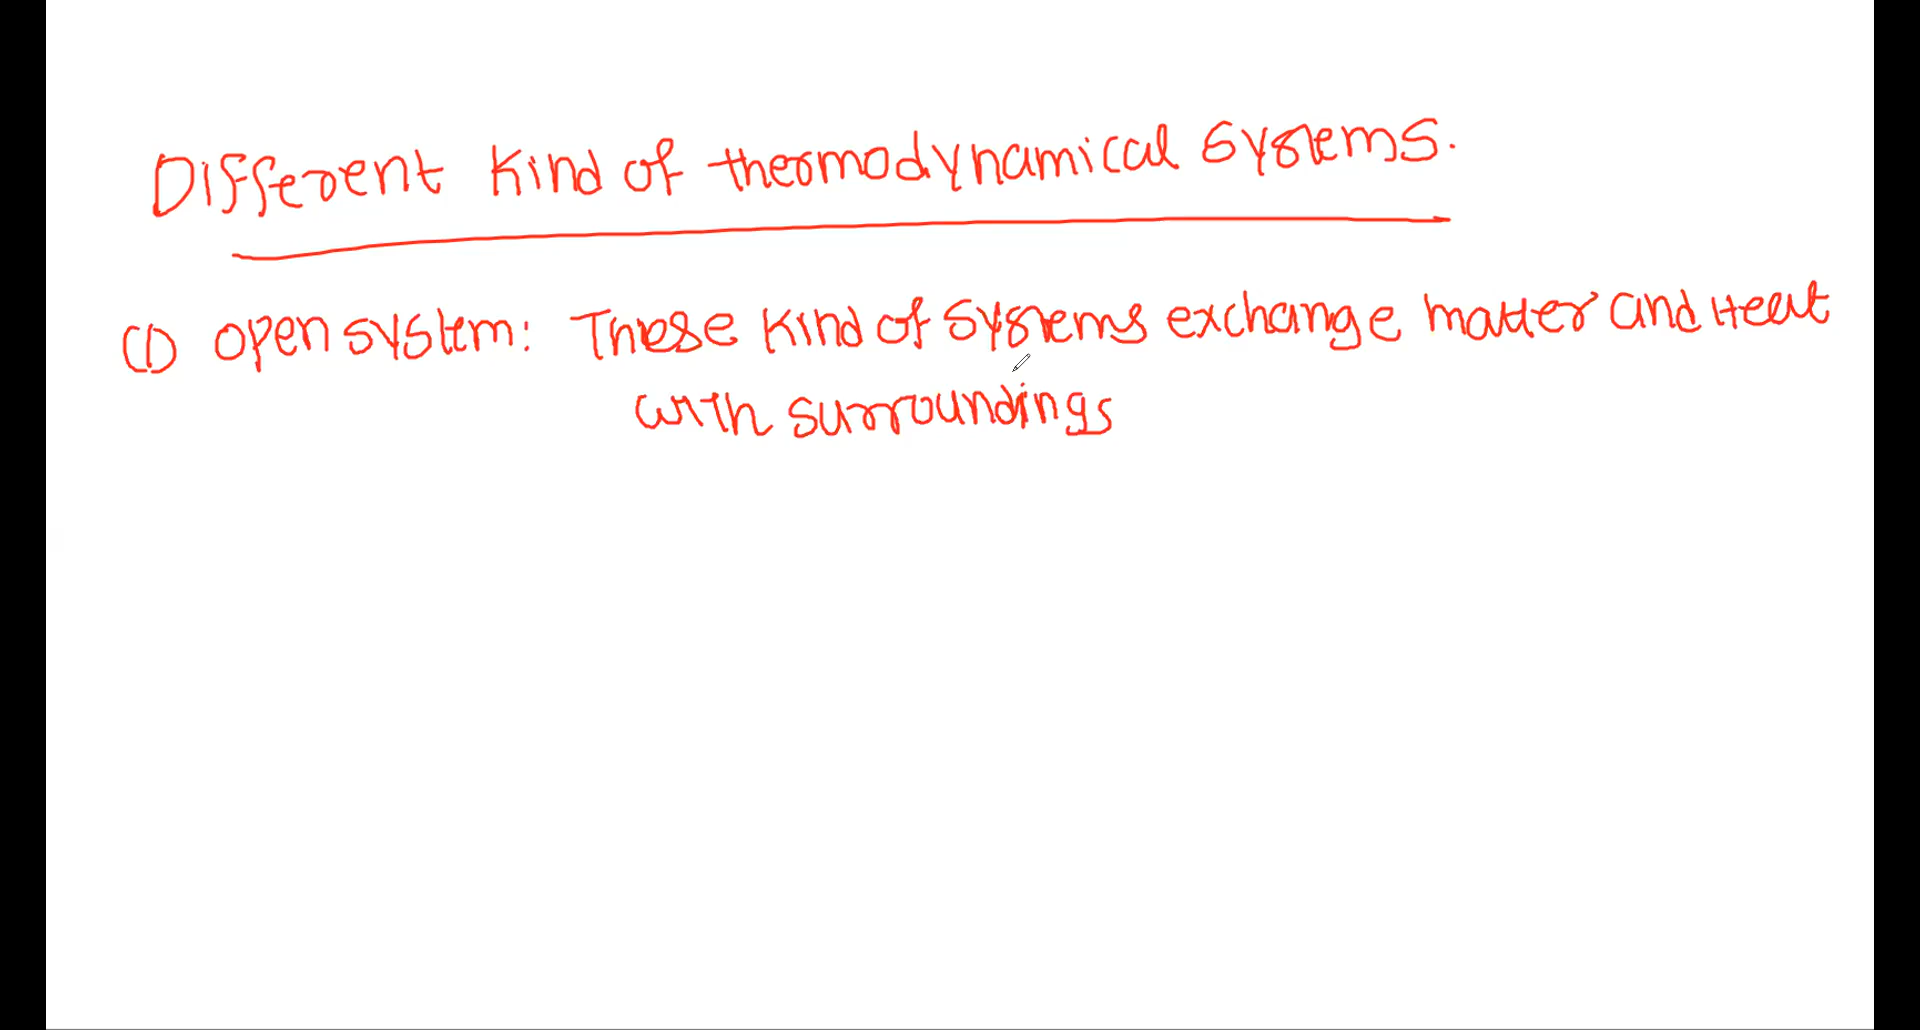 Different Kind of thermodynamical systems.
(1) open system: These kind of systems exchange matter and Heat
with surroundings